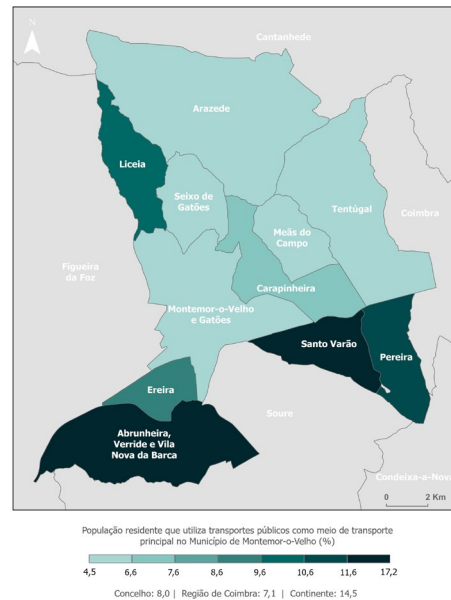 N
Cantanhede
Arazede
Liceia
Seixo de
Gatões
Tentúgal
Coimbra
Meãs do
Campo
Figueira
da Foz
Carapinheira
Montemor-o-Velho
e Gatões
Santo Varão
Pereira
Ereira
Soure
Abrunheira,
Verride e Vila
Nova da Barca
Condeixa-a-Nova
0 2 Km
População residente que utiliza transportes públicos como meio de transporte
principal no Município de Montemor-o-Velho (%)
4,5 6,6 7,6 8,6 9,6 10,6 11,6 17,2
Concelho: 8,0 | Região de Coimbra: 7,1 | Continente: 14,5